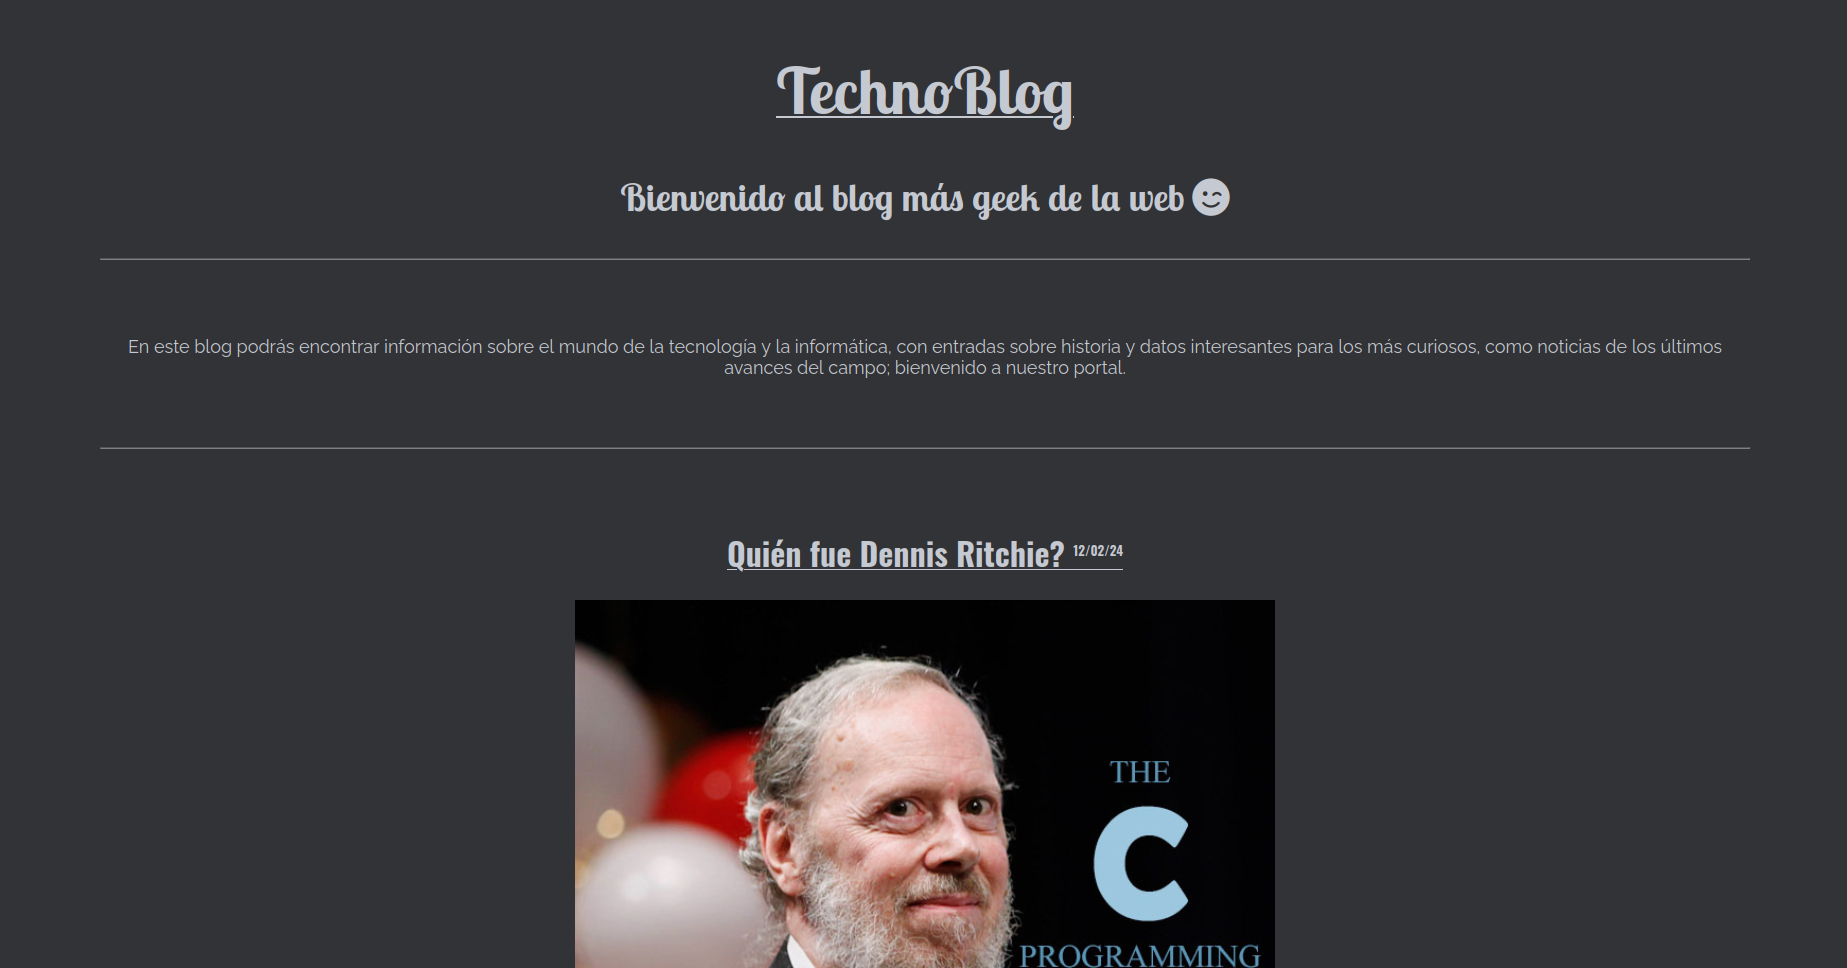 TechnoBlog
Bienvenido al blog más geek de la web
En este blog podrás encontrar información sobre el mundo de la tecnología y la informática, con entradas sobre historia y datos interesantes para los más curiosos, como noticias de los últimos
avances del campo; bienvenido a nuestro portal.
Quién fue Dennis Ritchie? 12/02/24
THE
C
PROGRAMMING